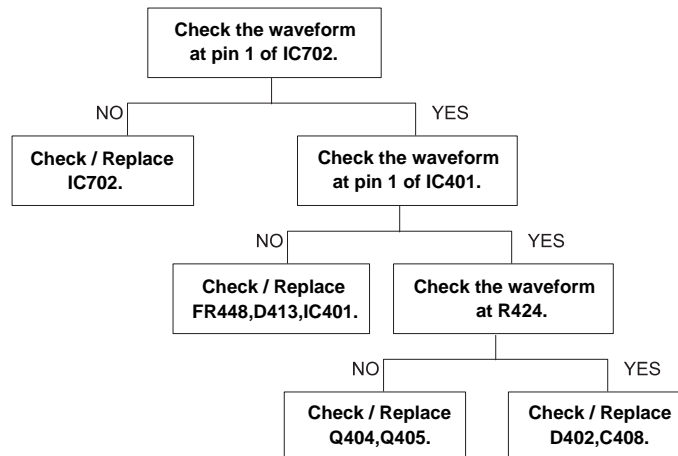 Check the waveform
at pin 1 of IC702.
NO
YES
Check / Replace
IC702.
Check the waveform
at pin 1 of IC401.
NO
YES
Check / Replace
FR448,D413,IC401.
Check the waveform
at R424.
NO
YES
Check / Replace
Q404,Q405.
Check / Replace
D402,C408.